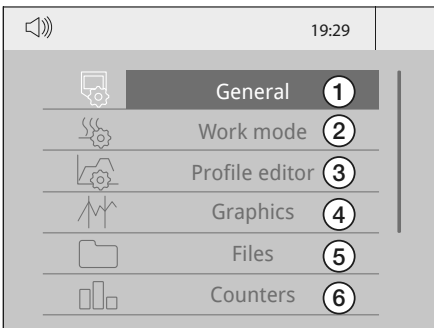 19:29
General 1
Work mode 2
Profile editor 3
Graphics 4
Files 5
Counters 6